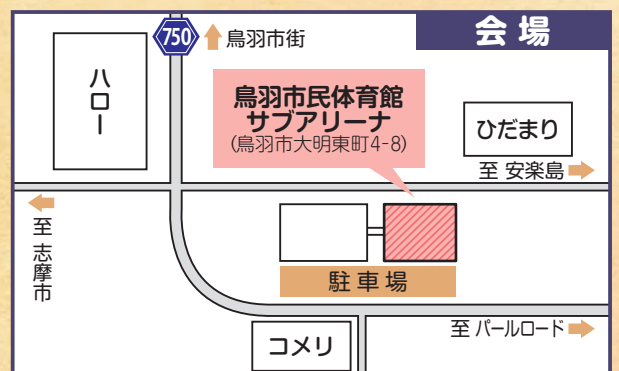 会場
750
鳥羽市街
ハロー
鳥羽市民体育館
サブアリーナ
(鳥羽市大明東町4-8)
ひだまり
至 安楽島
至 志摩市
駐車場
至 パールロード
コメリ